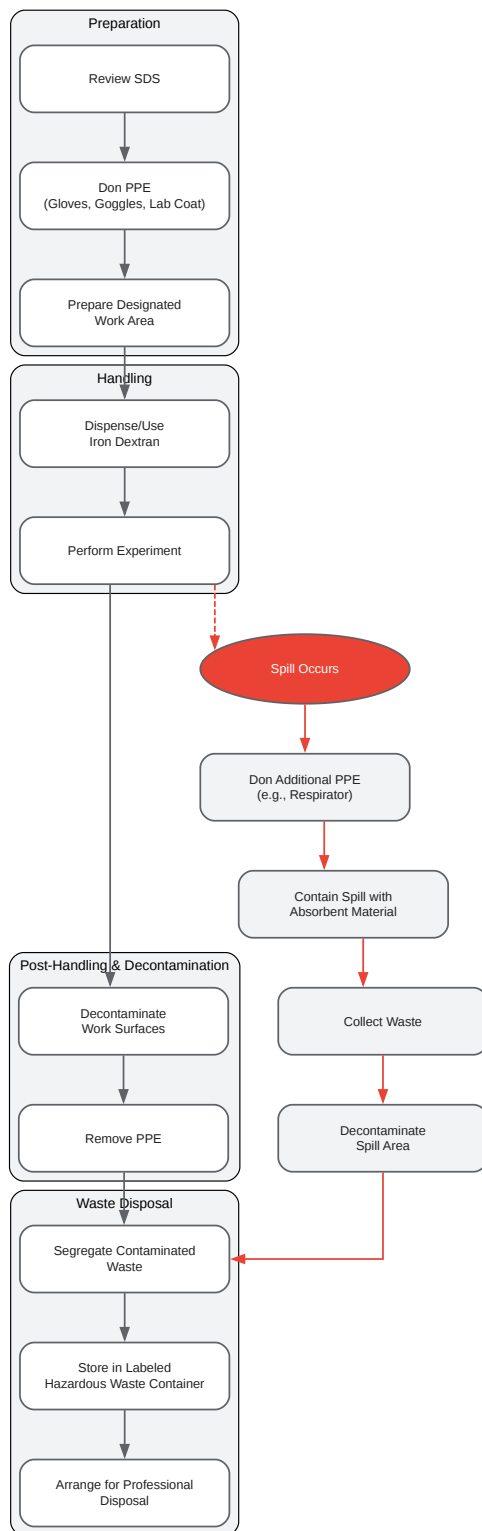 Preparation
Review SDS
Don PPE
(Gloves, Goggles, Lab Coat)
Prepare Designated
Work Area
Handling
Dispense/Use
Iron Dextran
Perform Experiment
Spill Occurs
Don Additional PPE
(e.g., Respirator)
Contain Spill with
Absorbent Material
Post-Handling & Decontamination
Decontaminate
Work Surfaces
Collect Waste
Remove PPE
Decontaminate
Spill Area
Waste Disposal
Segregate Contaminated
Waste
Store in Labeled
Hazardous Waste Container
Arrange for Professional
Disposal